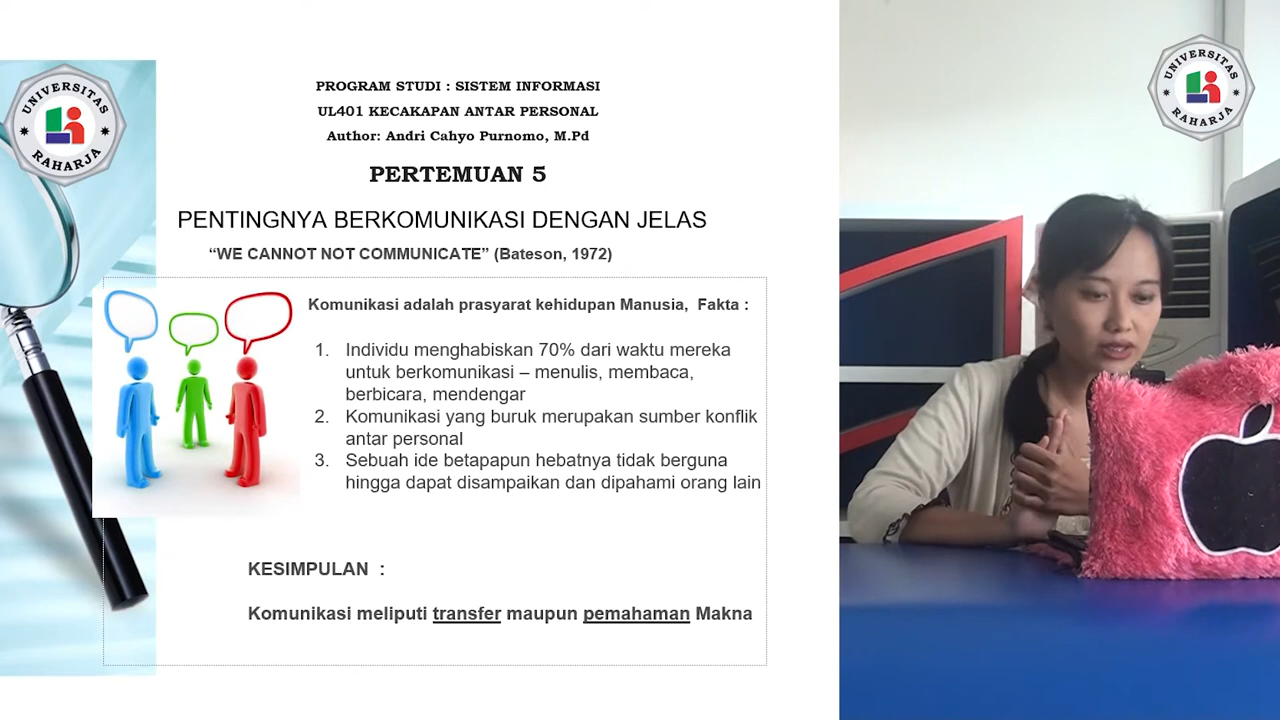 UNIVERSITAS
RAHARJA
PROGRAM STUDI : SISTEM INFORMASI
UL401 KECAKAPAN ANTAR PERSONAL
Author: Andri Cahyo Purnomo, M.Pd
PERTEMUAN 5
PENTINGNYA BERKOMUNIKASI DENGAN JELAS
“WE CANNOT NOT COMMUNICATE” (Bateson, 1972)
Komunikasi adalah prasyarat kehidupan Manusia, Fakta :
1. Individu menghabiskan 70% dari waktu mereka
untuk berkomunikasi – menulis, membaca,
berbicara, mendengar
2. Komunikasi yang buruk merupakan sumber konflik
antar personal
3. Sebuah ide betapapun hebatnya tidak berguna
hingga dapat disampaikan dan dipahami orang lain
KESIMPULAN :
Komunikasi meliputi transfer maupun pemahaman Makna
UNIVERSITAS
RAHARJA